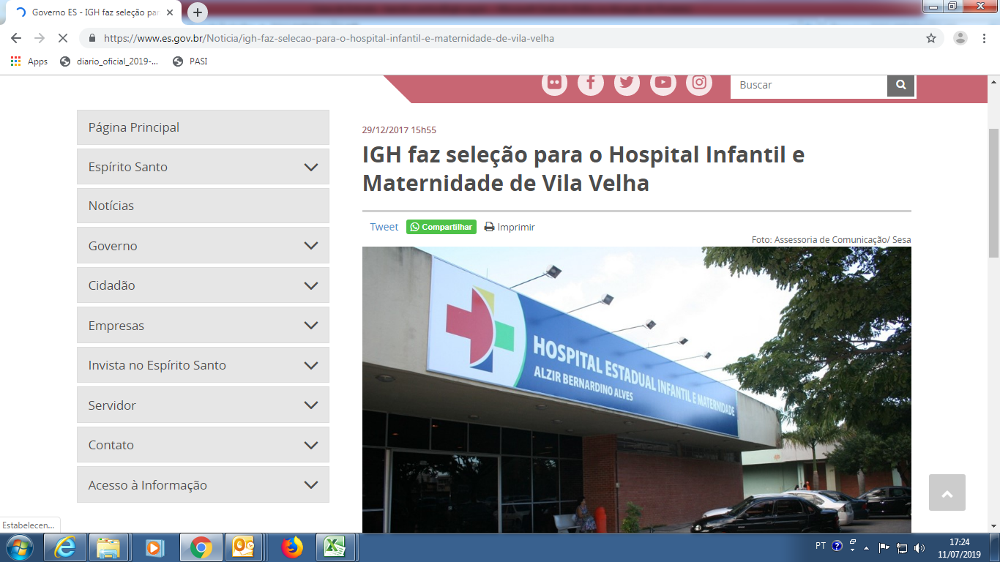 Governo ES - IGH faz seleção par
https://www.es.gov.br/Noticia/igh-faz-selecao-para-o-hospital-infantil-e-maternidade-de-vila-velha
Apps
diario_oficial_2019-...
PASI
Buscar
Página Principal
Espírito Santo
Notícias
Governo
Cidadão
Empresas
Invista no Espírito Santo
Servidor
Contato
Acesso à Informação
29/12/2017 15h55
IGH faz seleção para o Hospital Infantil e
Maternidade de Vila Velha
Tweet
Compartilhar
Imprimir
Foto: Assessoria de Comunicação/ Sesa
HOSPITAL ESTADUAL INFANTIL E MATERNIDADE
ALZIR BERNARDINO ALVES
Estabelecen...
PT
17:24
11/07/2019